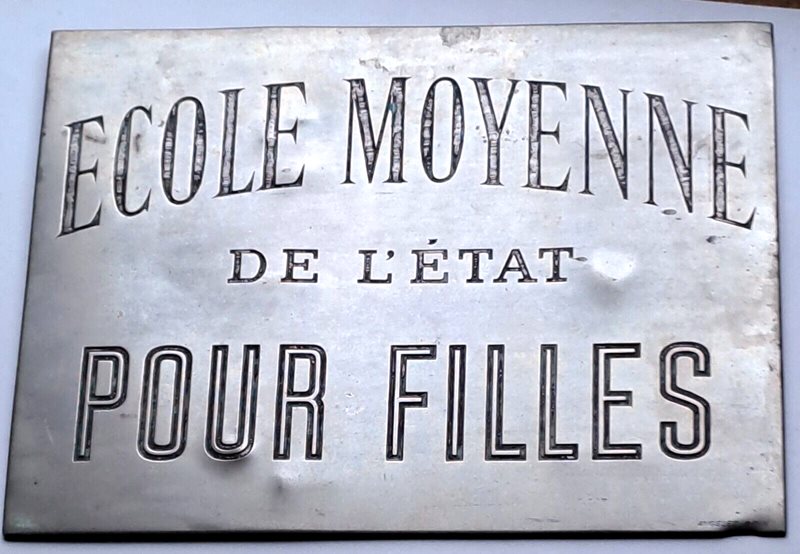 ECOLE MOYENNE
DE L'ÉTAT
POUR FILLES